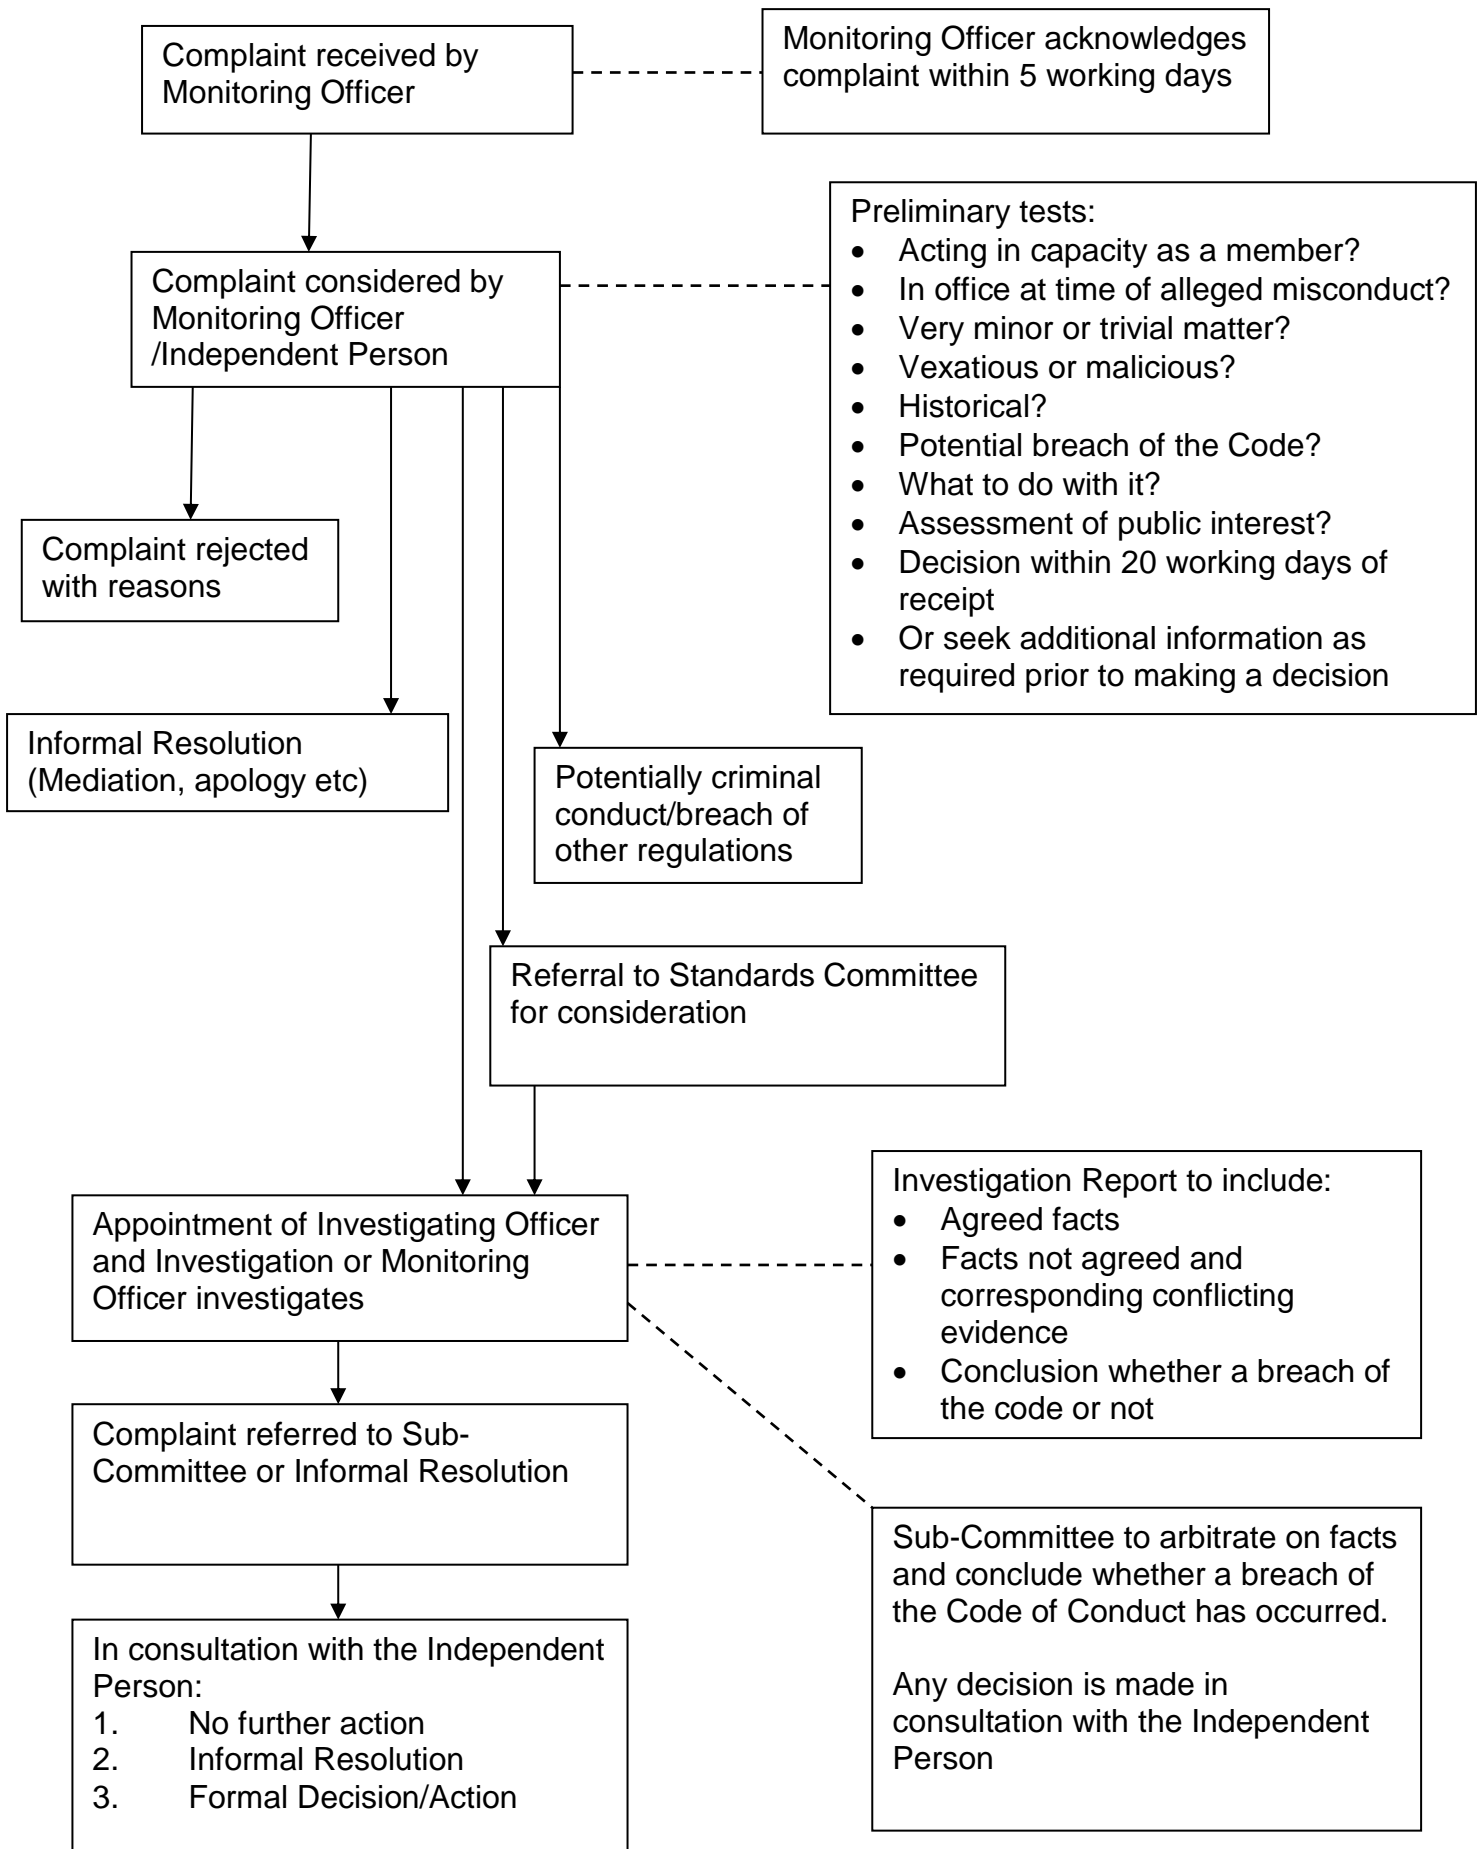 Complaint received by
Monitoring Officer
Monitoring Officer acknowledges
complaint within 5 working days
Complaint considered by
Monitoring Officer
/Independent Person
Preliminary tests:
• Acting in capacity as a member?
• In office at time of alleged misconduct?
• Very minor or trivial matter?
• Vexatious or malicious?
• Historical?
• Potential breach of the Code?
• What to do with it?
• Assessment of public interest?
• Decision within 20 working days of
receipt
• Or seek additional information as
required prior to making a decision
Complaint rejected
with reasons
Informal Resolution
(Mediation, apology etc)
Potentially criminal
conduct/breach of
other regulations
Referral to Standards Committee
for consideration
Appointment of Investigating Officer
and Investigation or Monitoring
Officer investigates
Investigation Report to include:
• Agreed facts
• Facts not agreed and
corresponding conflicting
evidence
• Conclusion whether a breach of
the code or not
Complaint referred to Sub-
Committee or Informal Resolution
Sub-Committee to arbitrate on facts
and conclude whether a breach of
the Code of Conduct has occurred.
Any decision is made in
consultation with the Independent
Person
In consultation with the Independent
Person:
1. No further action
2. Informal Resolution
3. Formal Decision/Action